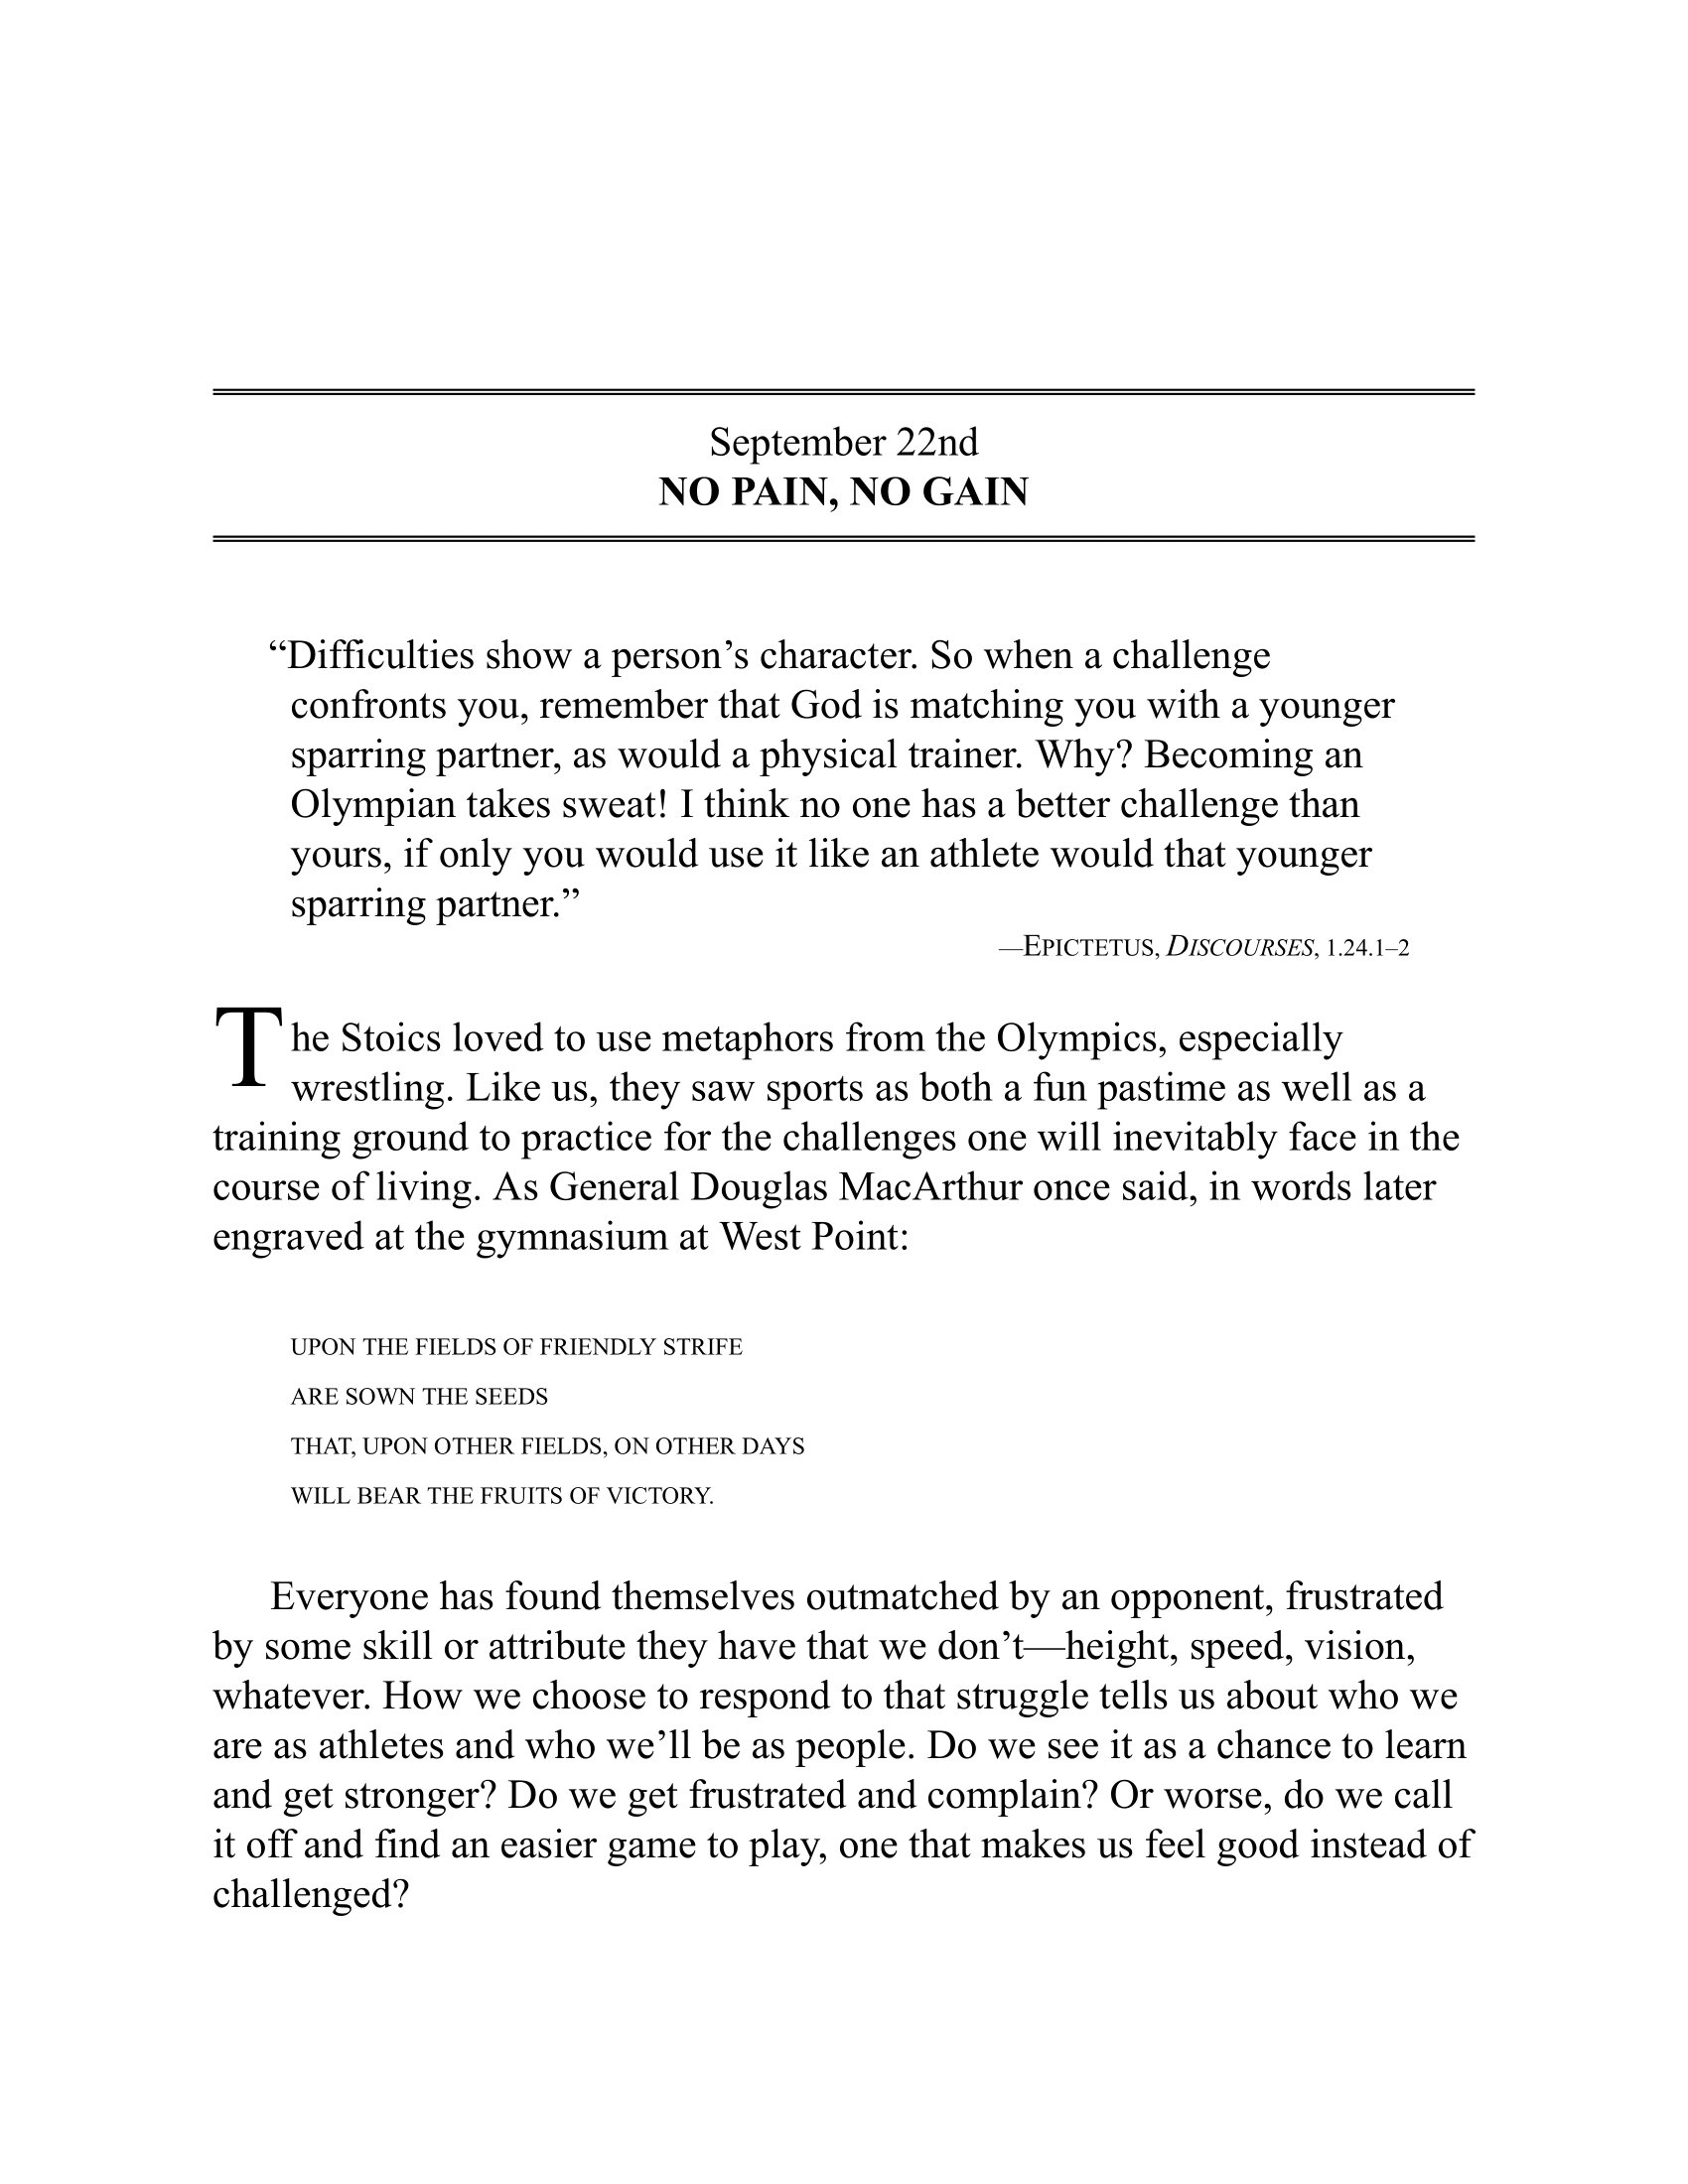 September 22nd
NO PAIN, NO GAIN
“Difficulties show a person’s character. So when a challenge
confronts you, remember that God is matching you with a younger
sparring partner, as would a physical trainer. Why? Becoming an
Olympian takes sweat! I think no one has a better challenge than
yours, if only you would use it like an athlete would that younger
sparring partner.”
—EPICTETUS, DISCOURSES, 1.24.1–2
The Stoics loved to use metaphors from the Olympics, especially
wrestling. Like us, they saw sports as both a fun pastime as well as a
training ground to practice for the challenges one will inevitably face in the
course of living. As General Douglas MacArthur once said, in words later
engraved at the gymnasium at West Point:
UPON THE FIELDS OF FRIENDLY STRIFE
ARE SOWN THE SEEDS
THAT, UPON OTHER FIELDS, ON OTHER DAYS
WILL BEAR THE FRUITS OF VICTORY.
Everyone has found themselves outmatched by an opponent, frustrated
by some skill or attribute they have that we don’t—height, speed, vision,
whatever. How we choose to respond to that struggle tells us about who we
are as athletes and who we’ll be as people. Do we see it as a chance to learn
and get stronger? Do we get frustrated and complain? Or worse, do we call
it off and find an easier game to play, one that makes us feel good instead of
challenged?